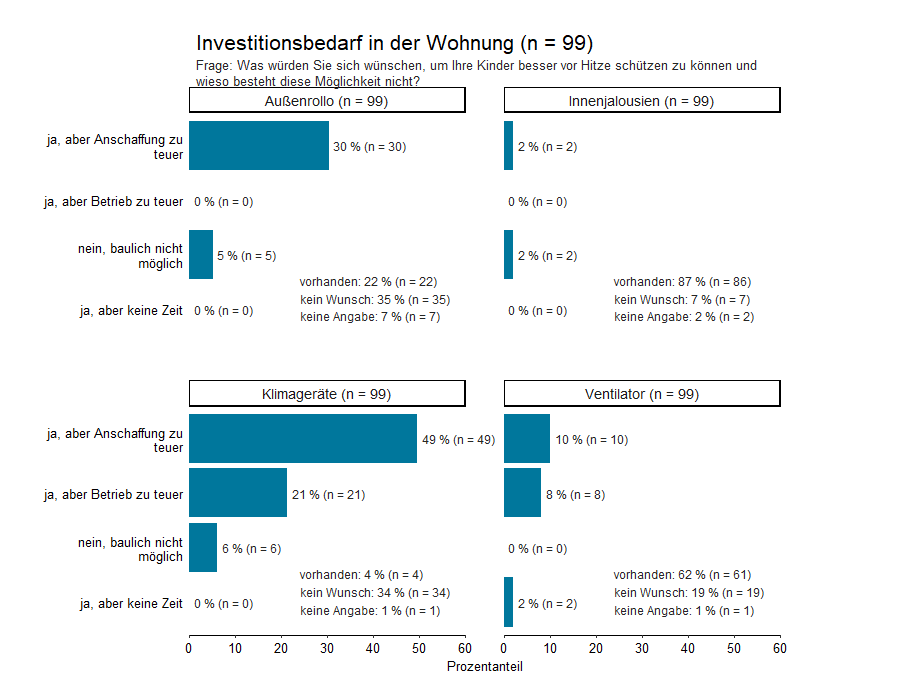 Investitionsbedarf in der Wohnung (n = 99)
Frage: Was würden Sie sich wünschen, um Ihre Kinder besser vor Hitze schützen zu können und
wieso besteht diese Möglichkeit nicht?
Außenrollo (n = 99)
ja, aber Anschaffung zu
teuer
30 % (n = 30)
ja, aber Betrieb zu teuer
0 % (n = 0)
nein, baulich nicht
möglich
5 % (n = 5)
ja, aber keine Zeit
0 % (n = 0)
vorhanden: 22 % (n = 22)
kein Wunsch: 35 % (n = 35)
keine Angabe: 7 % (n = 7)
Innenjalousien (n = 99)
2 % (n = 2)
0 % (n = 0)
2 % (n = 2)
0 % (n = 0)
vorhanden: 87 % (n = 86)
kein Wunsch: 7 % (n = 7)
keine Angabe: 2 % (n = 2)
Klimageräte (n = 99)
ja, aber Anschaffung zu
teuer
49 % (n = 49)
ja, aber Betrieb zu teuer
21 % (n = 21)
nein, baulich nicht
möglich
6 % (n = 6)
ja, aber keine Zeit
0 % (n = 0)
vorhanden: 4 % (n = 4)
kein Wunsch: 34 % (n = 34)
keine Angabe: 1 % (n = 1)
0 10 20 30 40 50 60
Ventilator (n = 99)
10 % (n = 10)
8 % (n = 8)
0 % (n = 0)
2 % (n = 2)
vorhanden: 62 % (n = 61)
kein Wunsch: 19 % (n = 19)
keine Angabe: 1 % (n = 1)
0 10 20 30 40 50 60
Prozentanteil